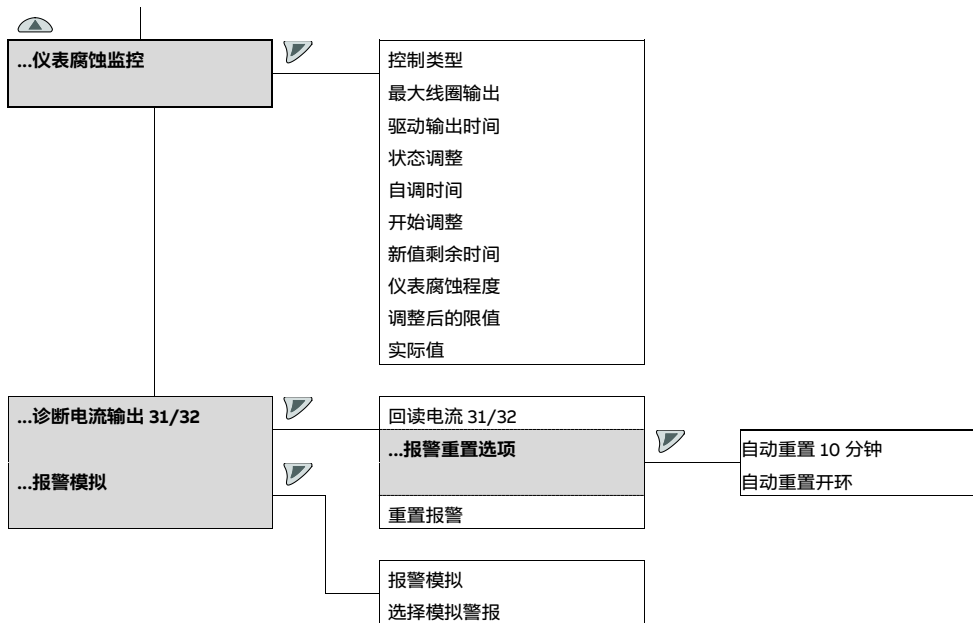 ...仪表腐蚀监控
控制类型
最大线圈输出
驱动输出时间
状态调整
自调时间
开始调整
新值剩余时间
仪表腐蚀程度
调整后的限值
实际值
...诊断电流输出 31/32
回读电流 31/32
...报警重置选项
自动重置 10 分钟
自动重置开环
...报警模拟
重置报警
报警模拟
选择模拟警报